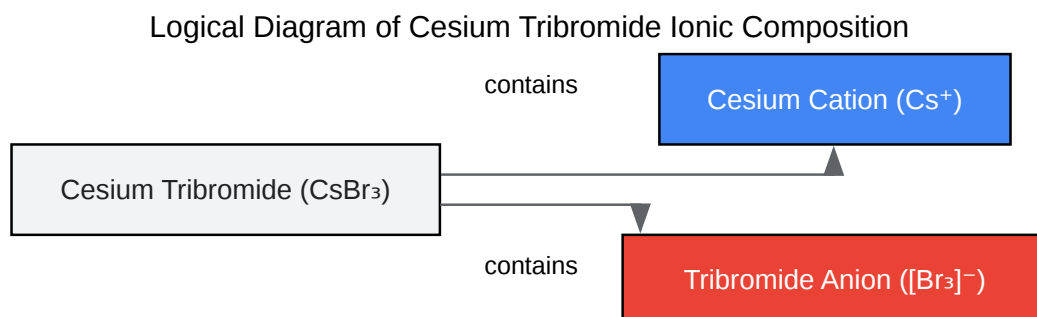 Logical Diagram of Cesium Tribromide Ionic Composition
contains
Cesium Cation (Cs⁺)
Cesium Tribromide (CsBr₃)
contains
Tribromide Anion ([Br₃]⁻)